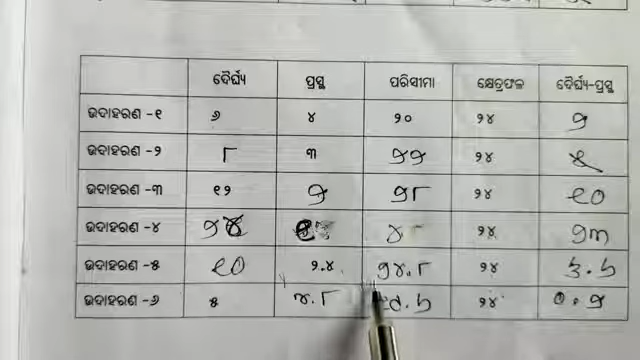 ଦୈର୍ଘ୍ୟ ପ୍ରସ୍ଥ ପରିସୀମା କ୍ଷେତ୍ରଫଳ ଦୈର୍ଘ୍ୟ-ପ୍ରସ୍ଥ
ଉଦାହରଣ -୧ ୬ ୪ ୨୦ ୨୪ ୨
ଉଦାହରଣ -୨ ୮ ୩ ୨୨ ୨୪ ୫
ଉଦାହରଣ -୩ ୧୨ ୨ ୨୮ ୨୪ ୧୦
ଉଦାହରଣ -୪ ୨୪ ୨୪ ୨୩
ଉଦାହରଣ -୫ ୧୦ ୨.୪ ୨୪.୮ ୨୪ ୭.୬
ଉଦାହରଣ -୬ ୫ ୪.୮ ୨୪ ୦.୨